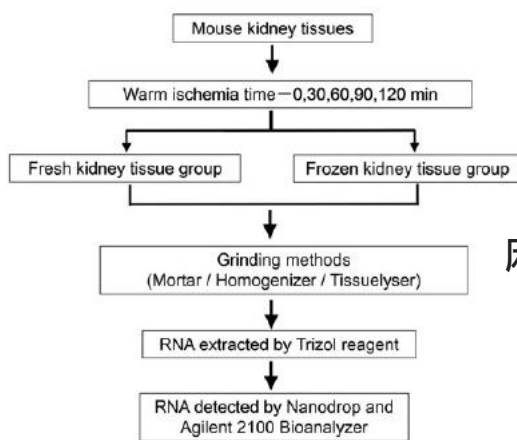 Mouse kidney tissues
Warm ischemia time－0,30,60,90,120 min
Fresh kidney tissue group
Frozen kidney tissue group
Grinding methods
(Mortar / Homogenizer / Tissuelyser)
RNA extracted by Trizol reagent
RNA detected by Nanodrop and
Agilent 2100 Bioanalyzer